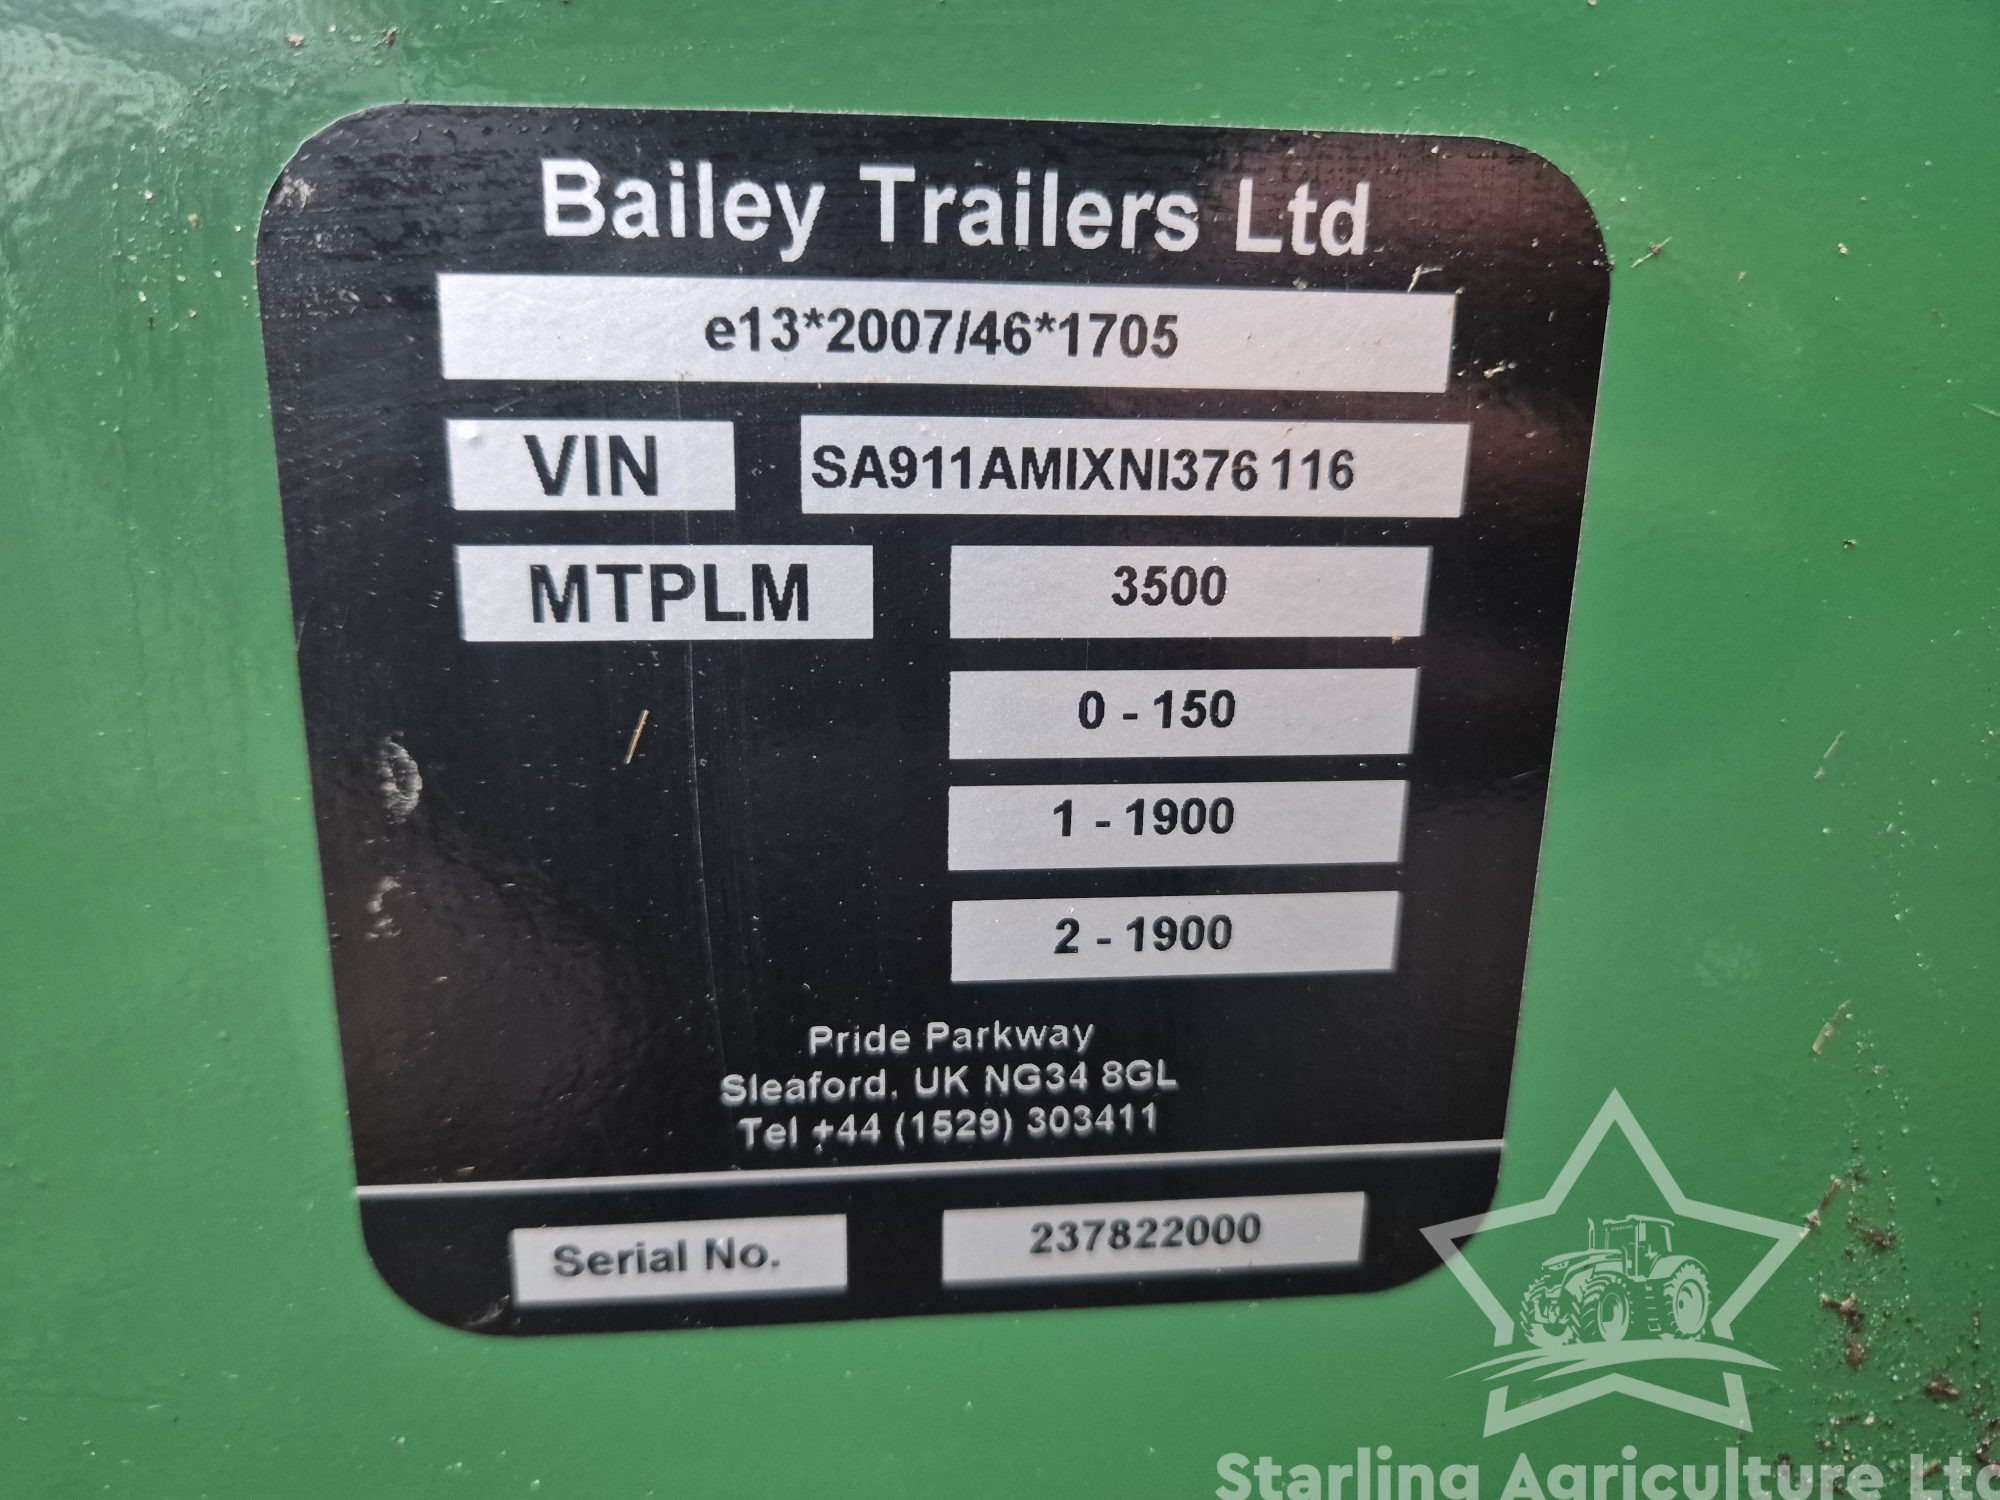 Bailey Trailers Ltd
e13*2007/46*1705
VIN SA911AMIXNI376 116
MTPLM 3500
0 - 150
1 - 1900
2 - 1900
Pride Parkway
Sleaford, UK NG34 8GL
Tel +44 (1529) 303411
Serial No. 237822000
Starling Agriculture Ltd